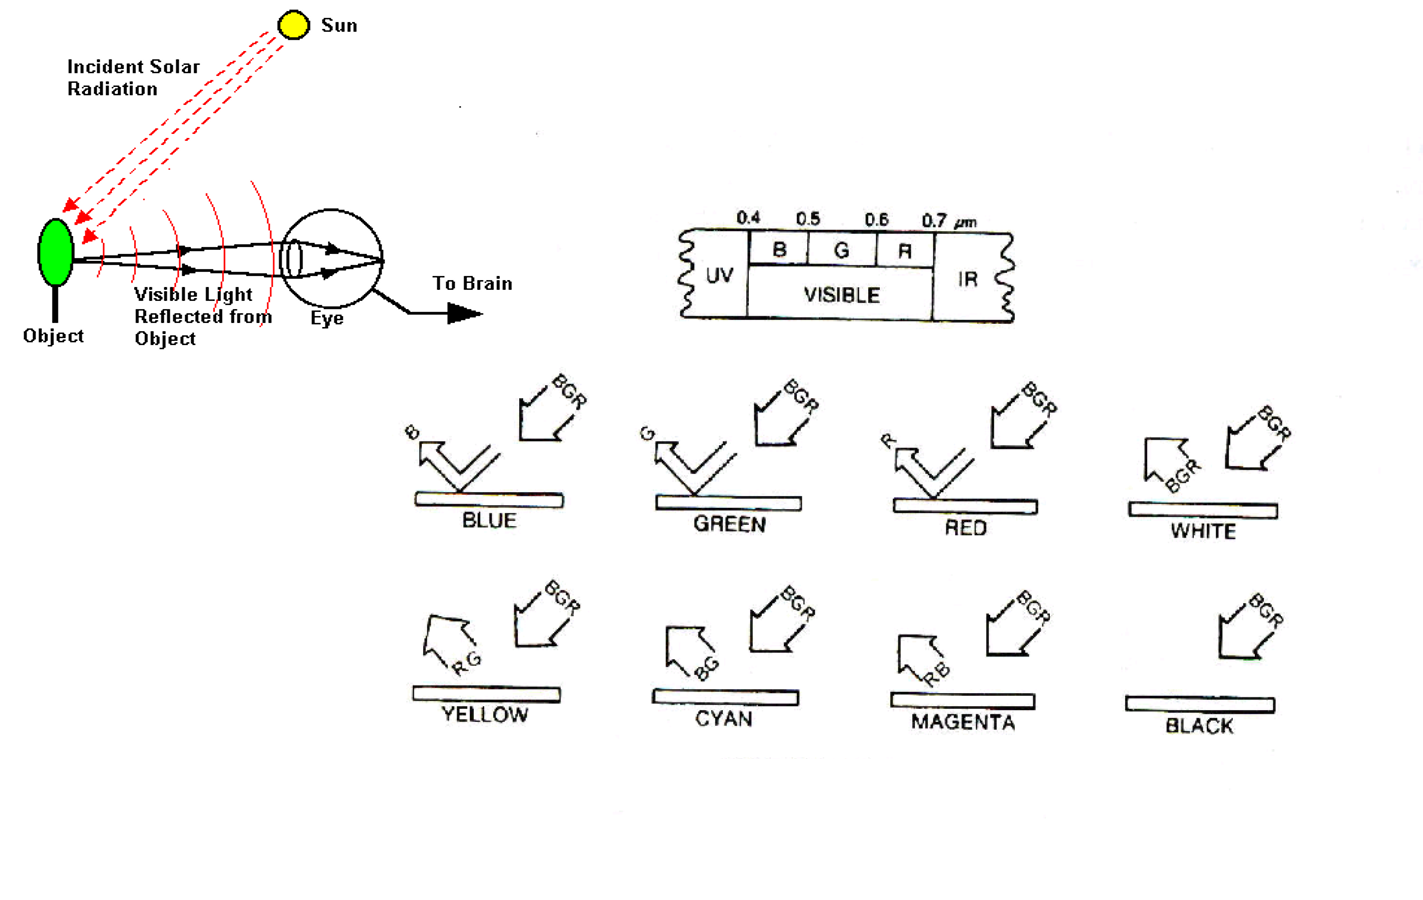 Sun
Incident Solar
Radiation
Object
Visible Light
Reflected from
Object
Eye
To Brain
0.4 0.5 0.6 0.7 μm
UV
B G R
VISIBLE
IR
BGR
B
BLUE
BGR
G
GREEN
BGR
R
RED
BGR
BGR
WHITE
BGR
RG
YELLOW
BGR
BG
CYAN
BGR
RB
MAGENTA
BGR
BLACK